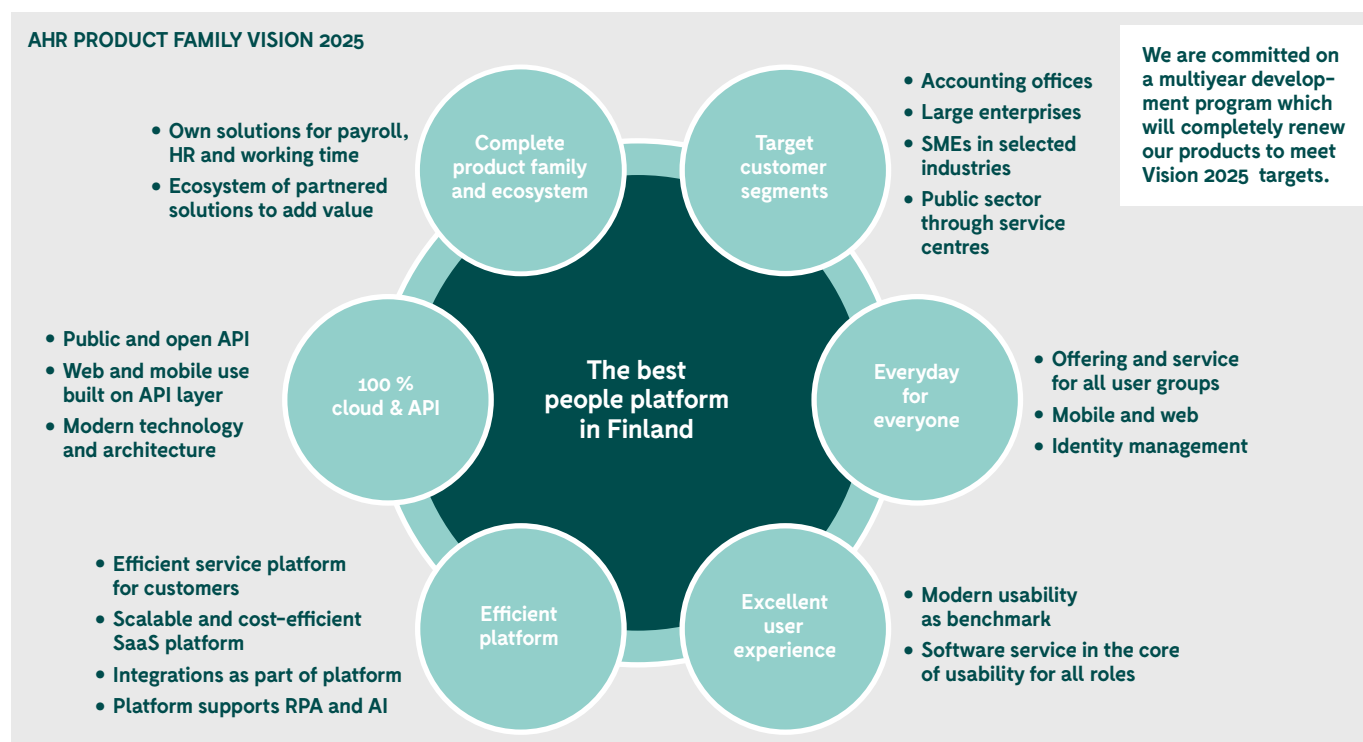 AHR PRODUCT FAMILY VISION 2025
We are committed on
a multiyear develop-
ment program which
will completely renew
our products to meet
Vision 2025 targets.
Complete
product family
and ecosystem
• Own solutions for payroll,
HR and working time
• Ecosystem of partnered
solutions to add value
Target
customer
segments
• Accounting offices
• Large enterprises
• SMEs in selected
industries
• Public sector
through service
centres
100 %
cloud & API
• Public and open API
• Web and mobile use
built on API layer
• Modern technology
and architecture
The best
people platform
in Finland
Everyday
for
everyone
• Offering and service
for all user groups
• Mobile and web
• Identity management
Efficient
platform
• Efficient service platform
for customers
• Scalable and cost-efficient
SaaS platform
• Integrations as part of platform
• Platform supports RPA and AI
Excellent
user
experience
• Modern usability
as benchmark
• Software service in the core
of usability for all roles